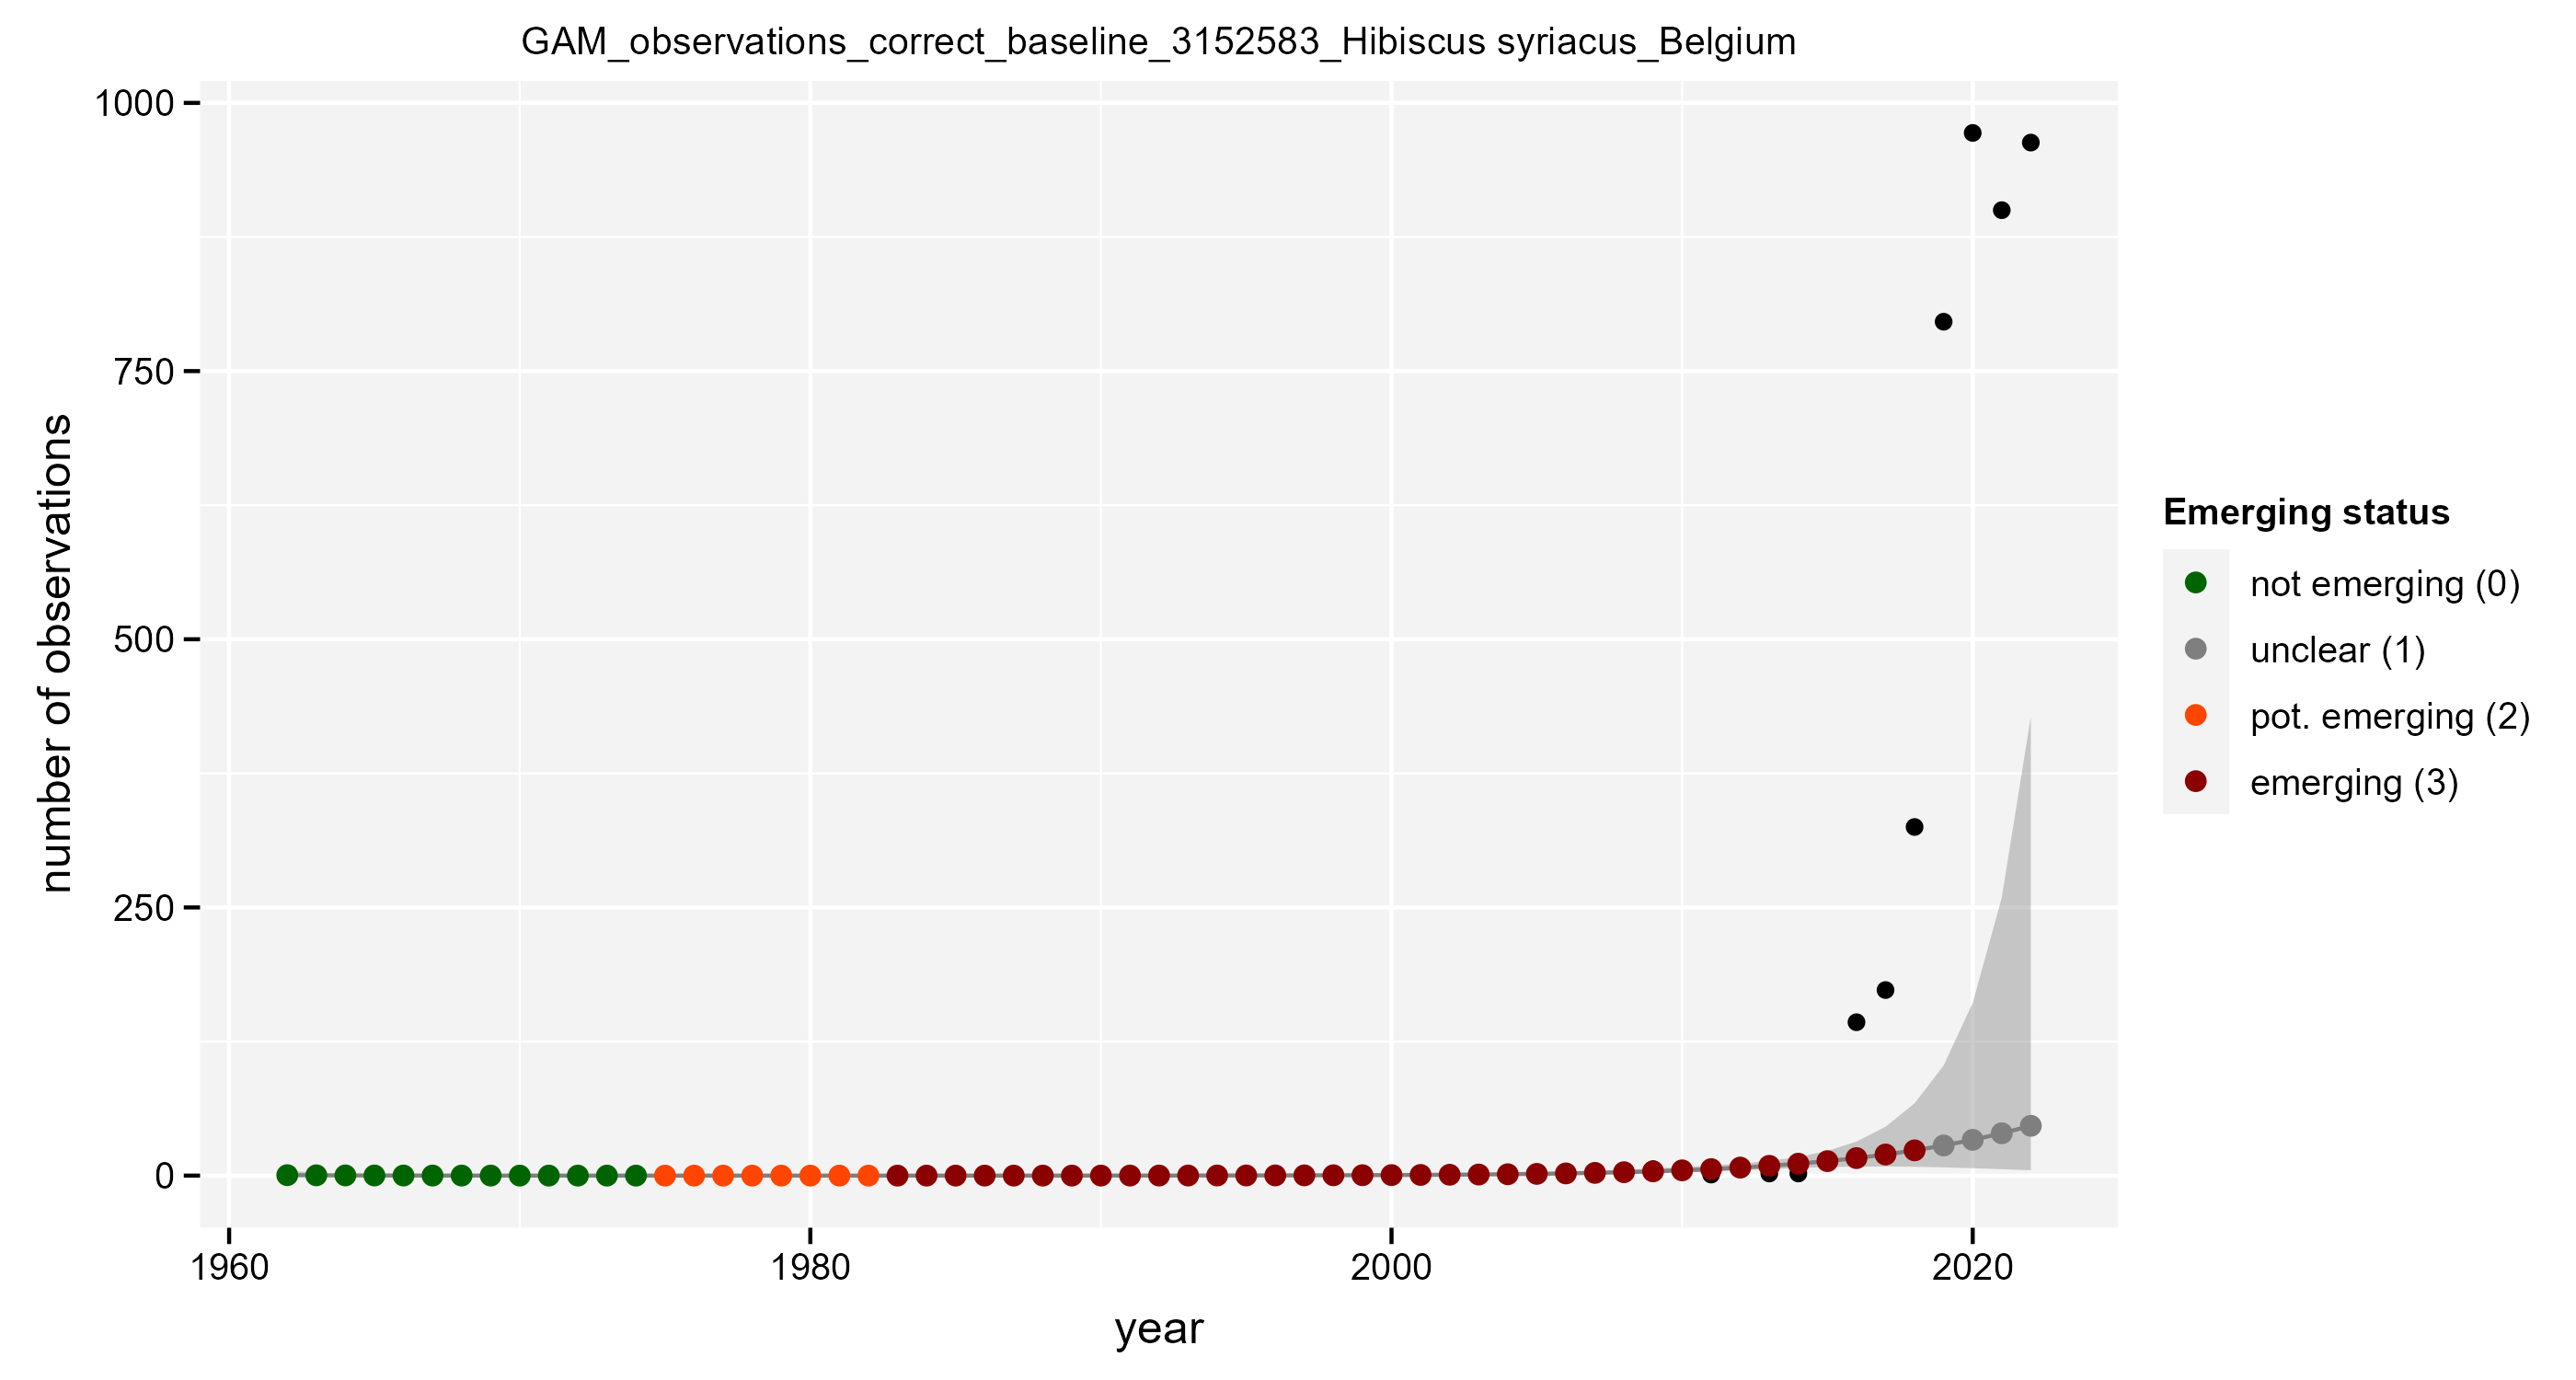 GAM_observations_correct_baseline_3152583_Hibiscus syriacus_Belgium
number of observations
1000
750
500
250
0
1960
1980
2000
2020
year
Emerging status
not emerging (0)
unclear (1)
pot. emerging (2)
emerging (3)